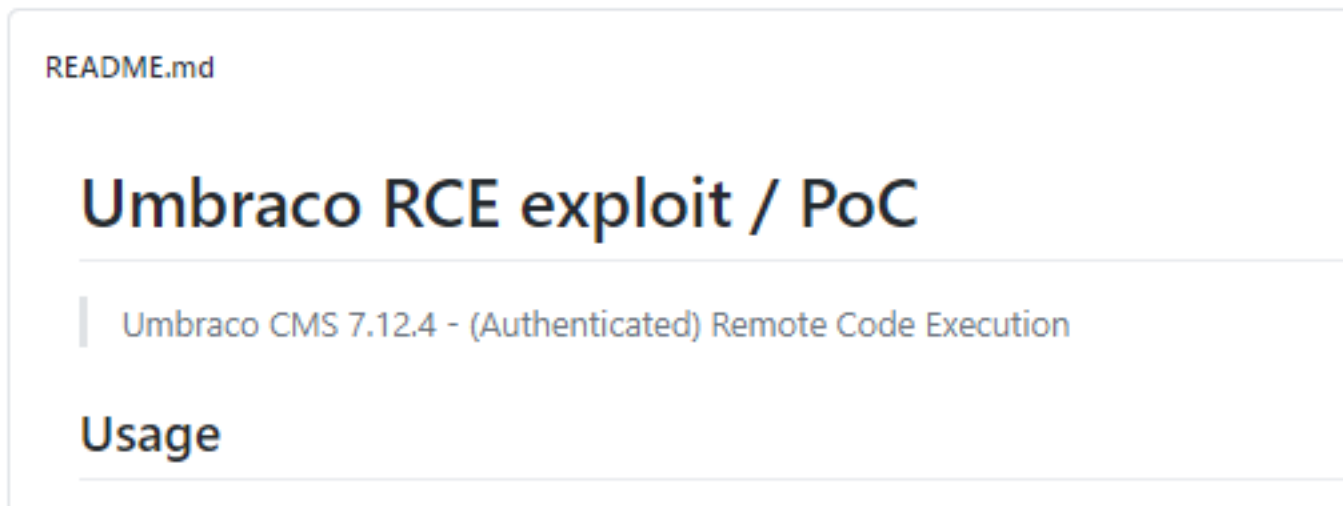 README.md
Umbraco RCE exploit / PoC
Umbraco CMS 7.12.4 - (Authenticated) Remote Code Execution
Usage